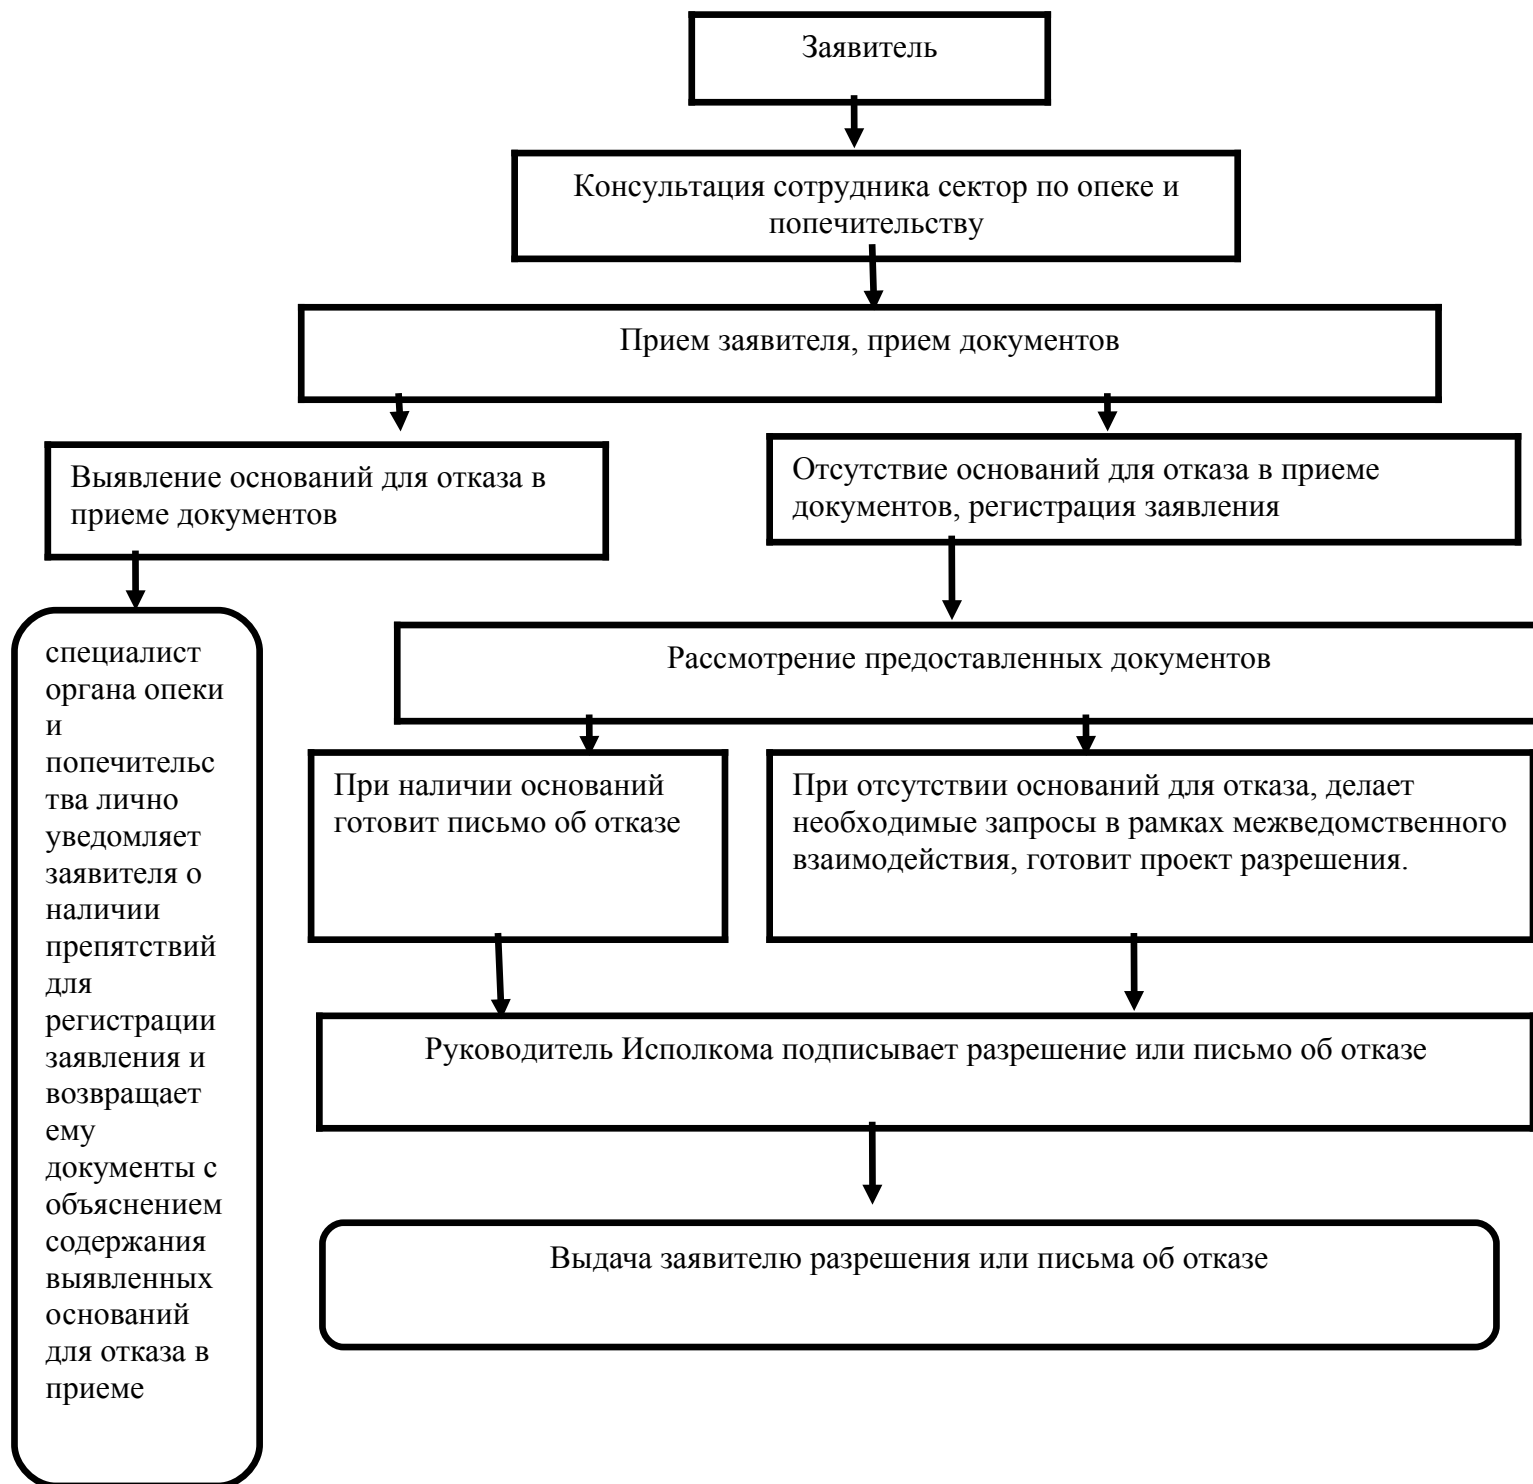 Заявитель
Консультация сотрудника сектор по опеке и
попечительству
Прием заявителя, прием документов
Выявление оснований для отказа в
приеме документов
Отсутствие оснований для отказа в приеме
документов, регистрация заявления
специалист
органа опеки
и
попечительс
тва лично
уведомляет
заявителя о
наличии
препятствий
для
регистрации
заявления и
возвращает
ему
документы с
объяснением
содержания
выявленных
оснований
для отказа в
приеме
Рассмотрение предоставленных документов
При наличии оснований
готовит письмо об отказе
При отсутствии оснований для отказа, делает
необходимые запросы в рамках межведомственного
взаимодействия, готовит проект разрешения.
Руководитель Исполкома подписывает разрешение или письмо об отказе
Выдача заявителю разрешения или письма об отказе